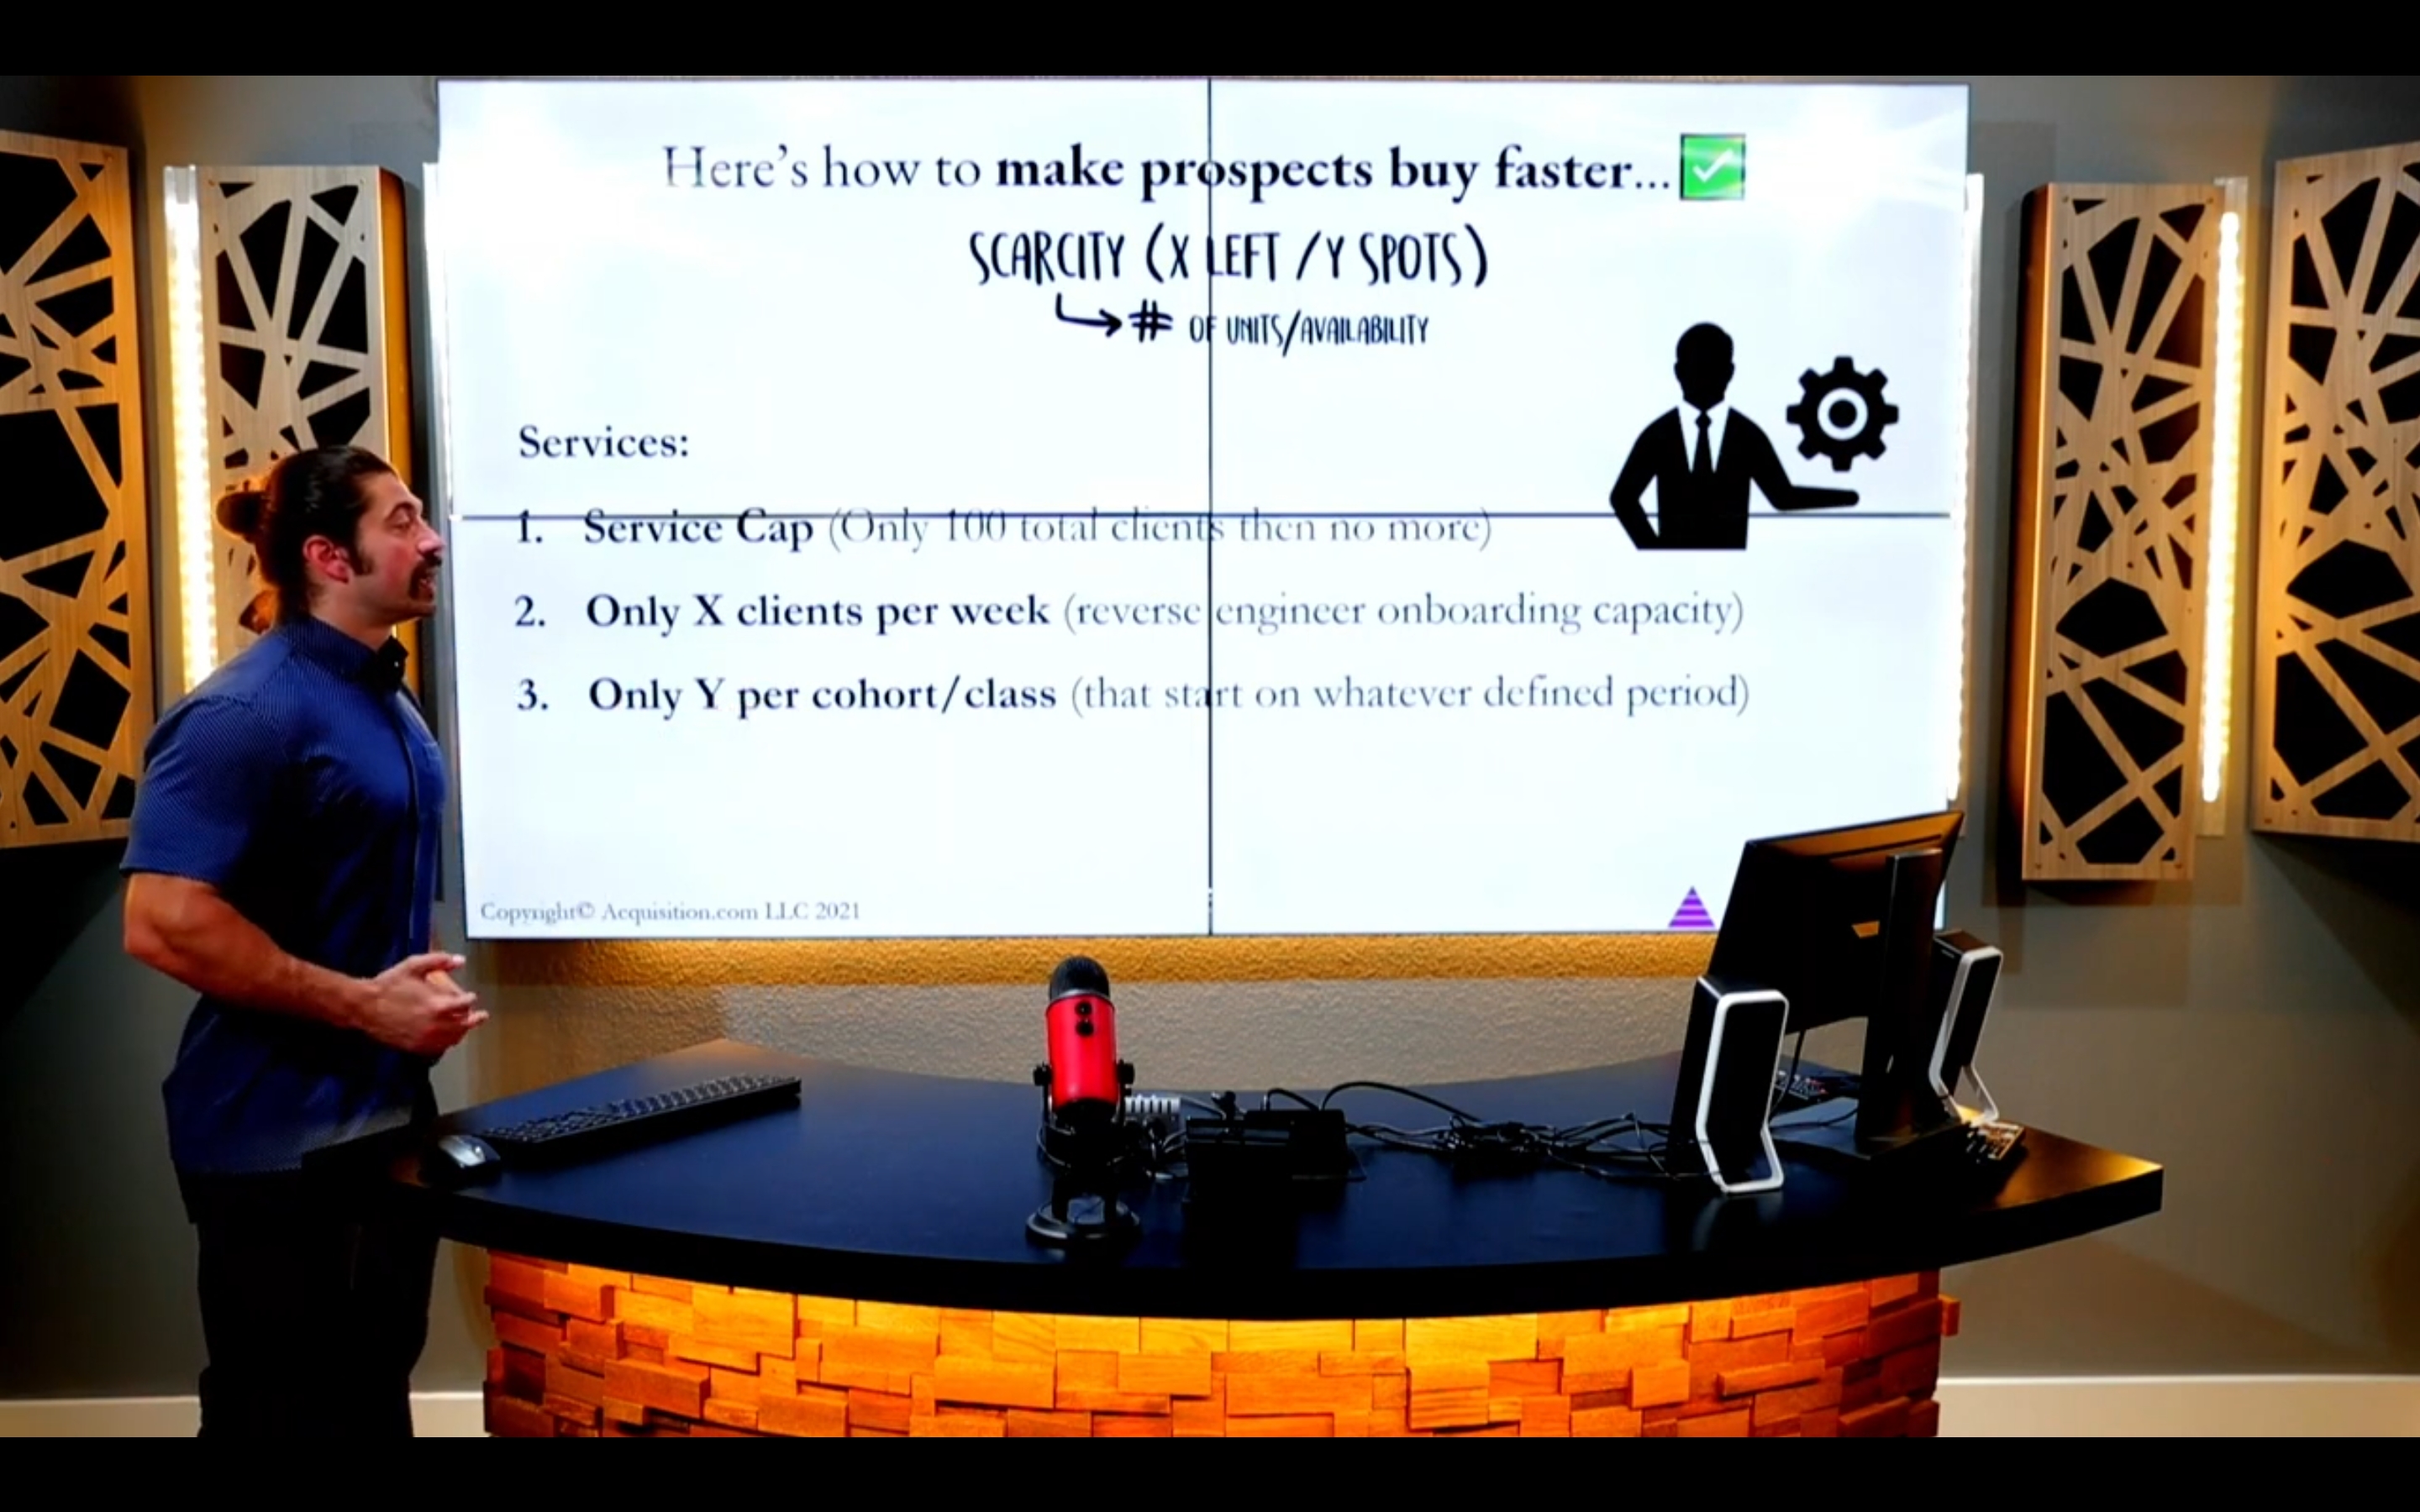 Here's how to make prospects buy faster...
SCARCITY (X LEFT / Y SPOTS)
# OF UNITS/AVAILABILITY
Services:
1. Service Cap (Only 100 total clients then no more)
2. Only X clients per week (reverse engineer onboarding capacity)
3. Only Y per cohort/class (that start on whatever defined period)
Copyright© Acquisition.com LLC 2021